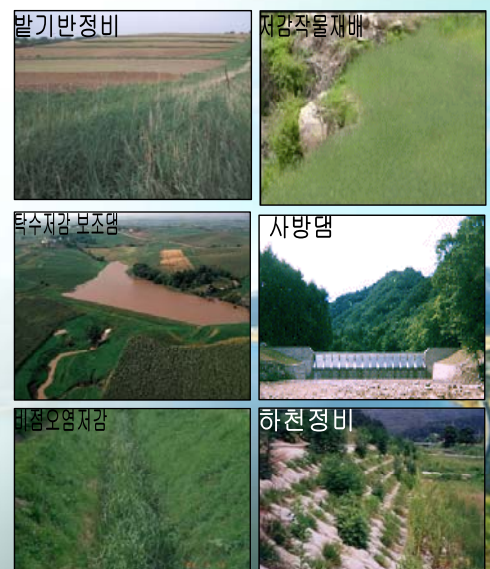 밭기반정비
저감작물재배
탁수저감 보조댐
사방댐
비점오염저감
하천정비